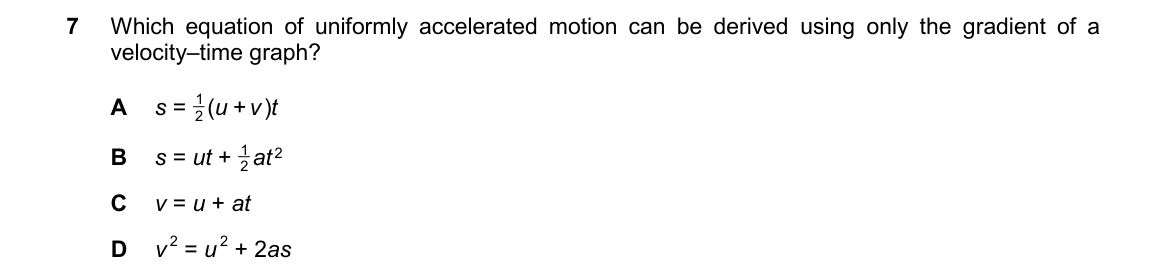 7 Which equation of uniformly accelerated motion can be derived using only the gradient of a
velocity–time graph?
A s = ½(u + v)t
B s = ut + ½at²
C v = u + at
D v² = u² + 2as